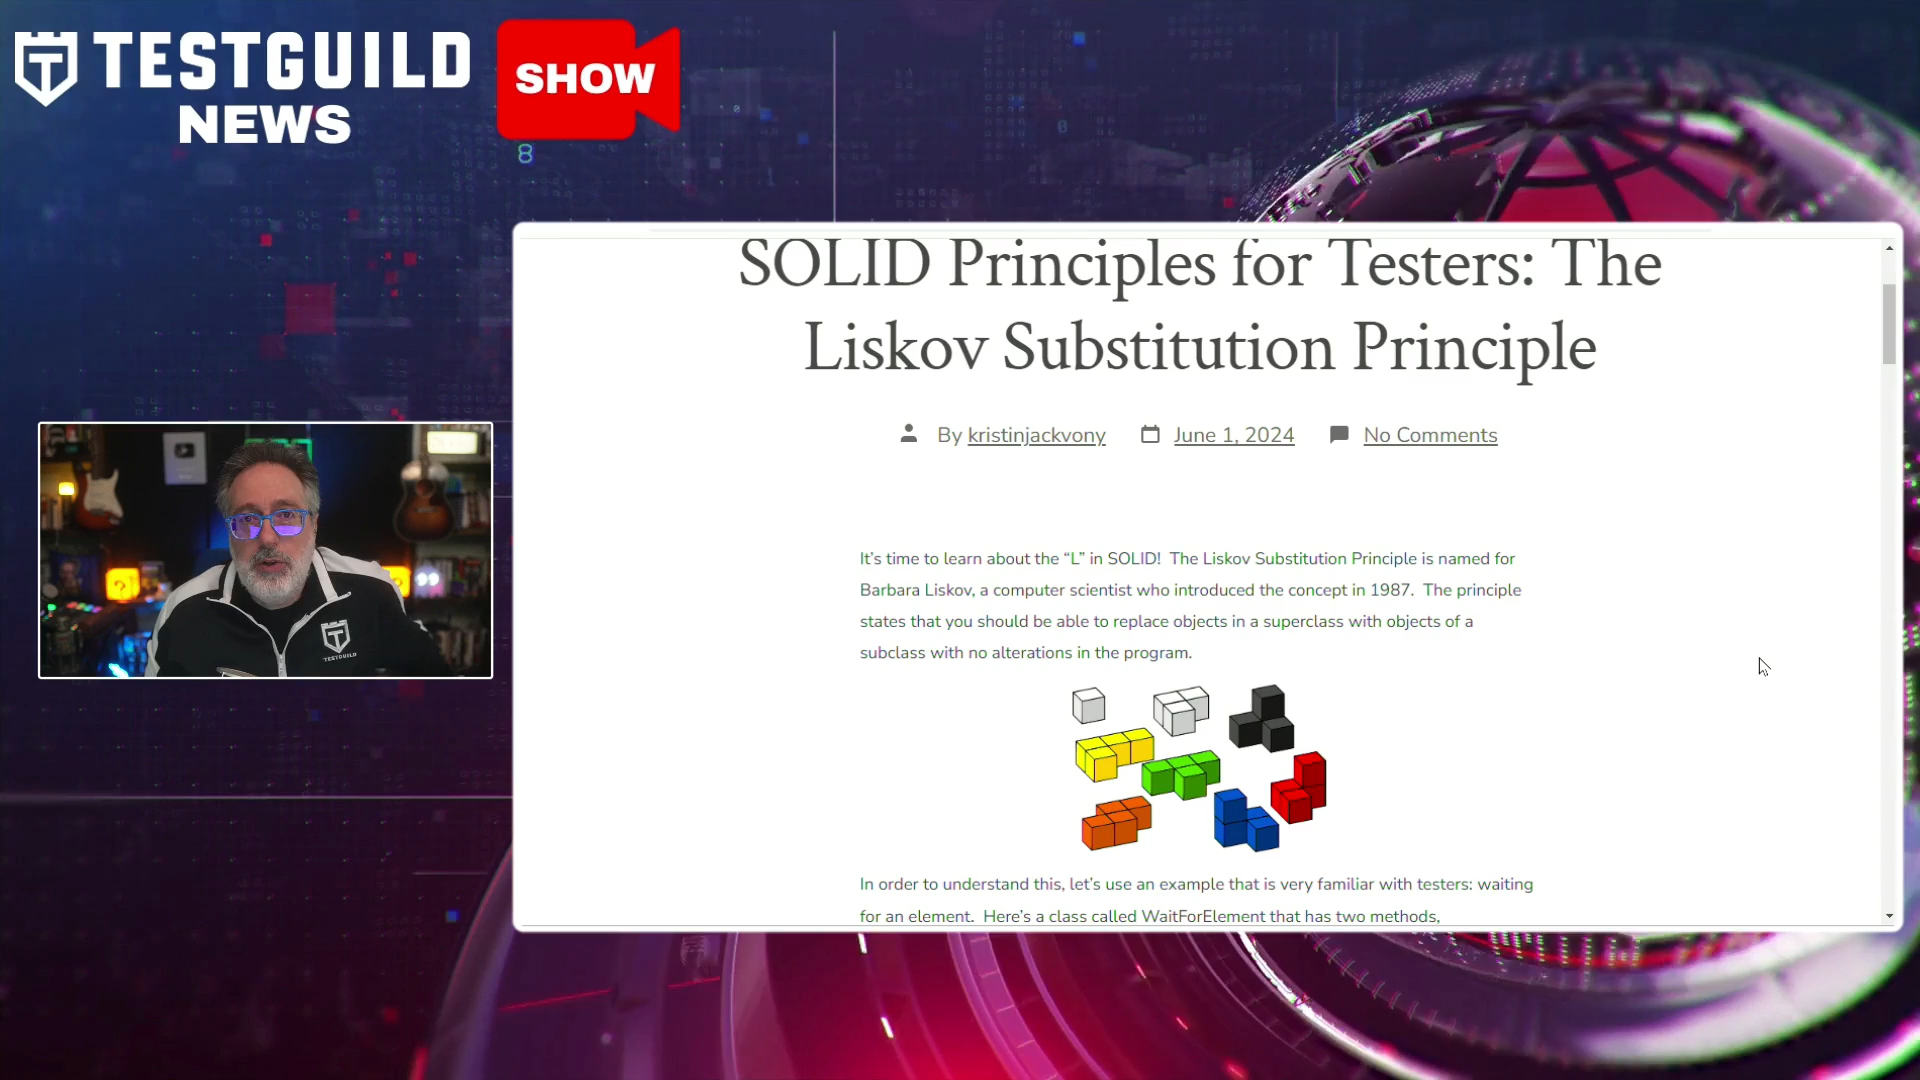 TESTGUILD
NEWS
SHOW
SOLID Principles for Testers: The
Liskov Substitution Principle
By kristinjackvony June 1, 2024 No Comments
It's time to learn about the “L” in SOLID! The Liskov Substitution Principle is named for
Barbara Liskov, a computer scientist who introduced the concept in 1987. The principle
states that you should be able to replace objects in a superclass with objects of a
subclass with no alterations in the program.
In order to understand this, let's use an example that is very familiar with testers: waiting
for an element. Here's a class called WaitForElement that has two methods,
TESTGUILD